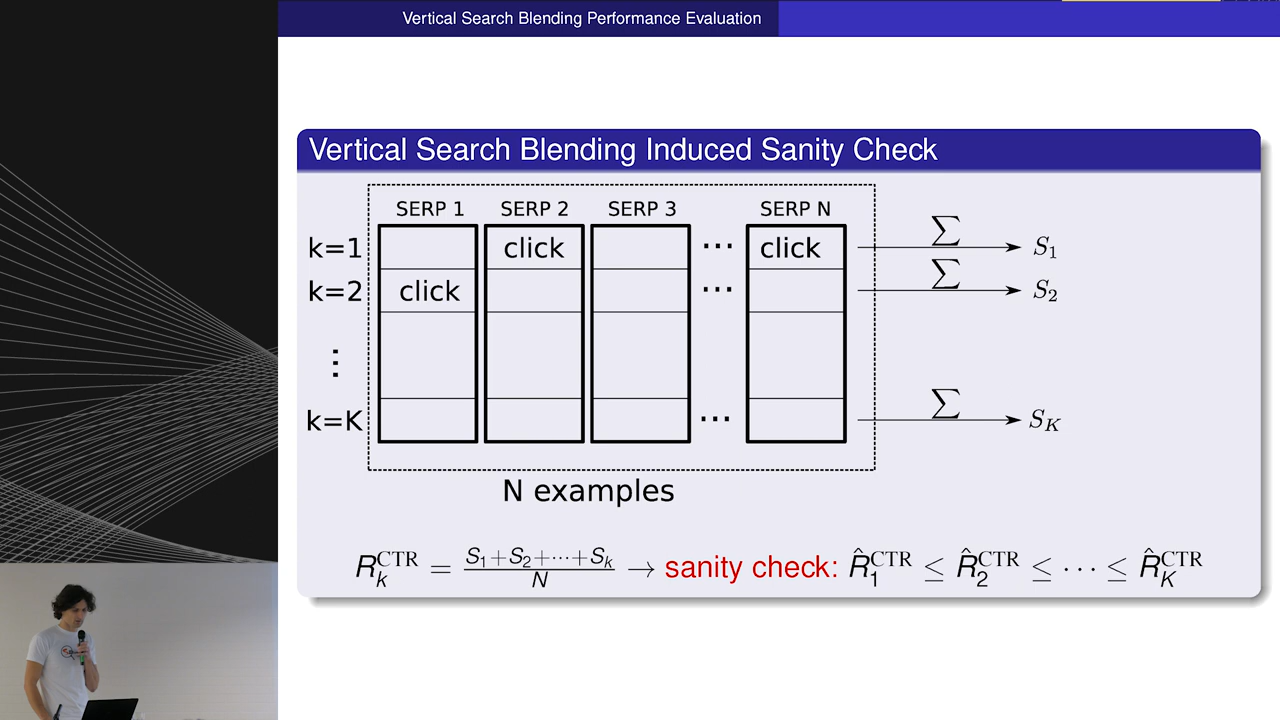 Vertical Search Blending Performance Evaluation
Vertical Search Blending Induced Sanity Check
SERP 1 SERP 2 SERP 3 SERP N
k=1 click ... click ∑ S₁
k=2 click ... ∑ S₂
⋮
k=K ... ∑ S_K
N examples
R_k^CTR = (S₁+S₂+⋯+S_k)/N → sanity check: R̂₁^CTR ≤ R̂₂^CTR ≤ ⋯ ≤ R̂_K^CTR